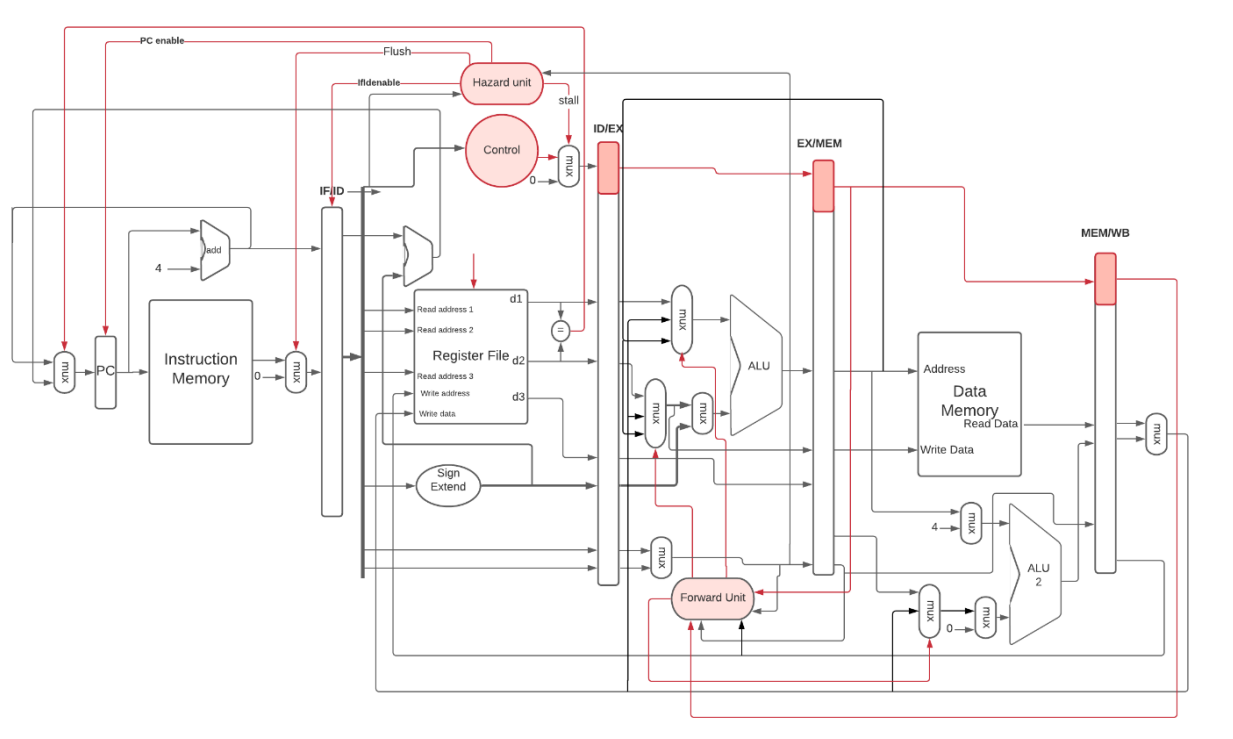 PC enable
Flush
Hazard unit
IfIdenable
stall
ID/EX
EX/MEM
Control
mux
0
IF/ID
MEM/WB
add
4
Read address 1
d1
Read address 2
=
mux
Instruction
Memory
Register File
d2
mux
PC
0
mux
Read address 3
Write address
d3
Write data
mux
mux
ALU
Address
Data
Memory
Read Data
mux
Write Data
Sign
Extend
4
mux
mux
ALU
2
Forward Unit
mux
0
mux